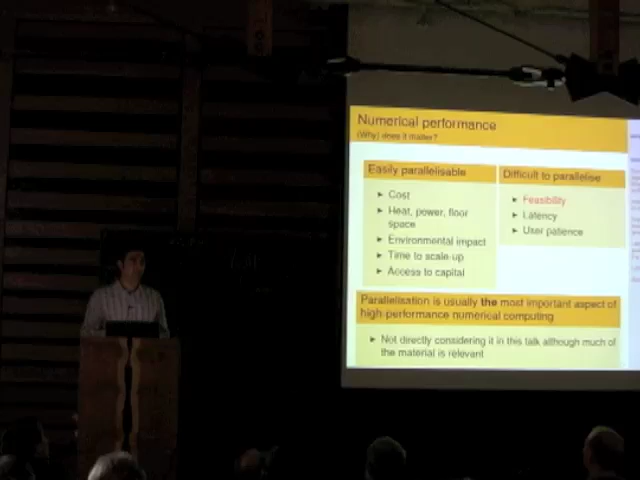 Numerical performance
(Why) does it matter?
Easily parallelisable
► Cost
► Heat, power, floor
space
► Environmental impact
► Time to scale-up
► Access to capital
Difficult to parallelise
► Feasibility
► Latency
► User patience
Parallelisation is usually the most important aspect of
high-performance numerical computing
► Not directly considering it in this talk although much of
the material is relevant